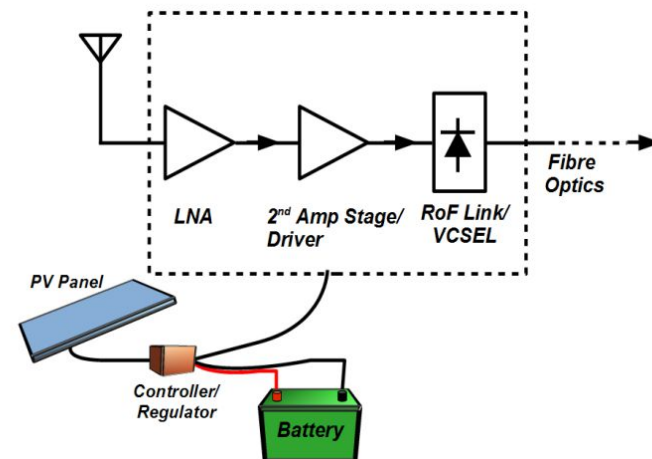 LNA
2nd Amp Stage/
Driver
RoF Link/
VCSEL
Fibre
Optics
PV Panel
Controller/
Regulator
Battery